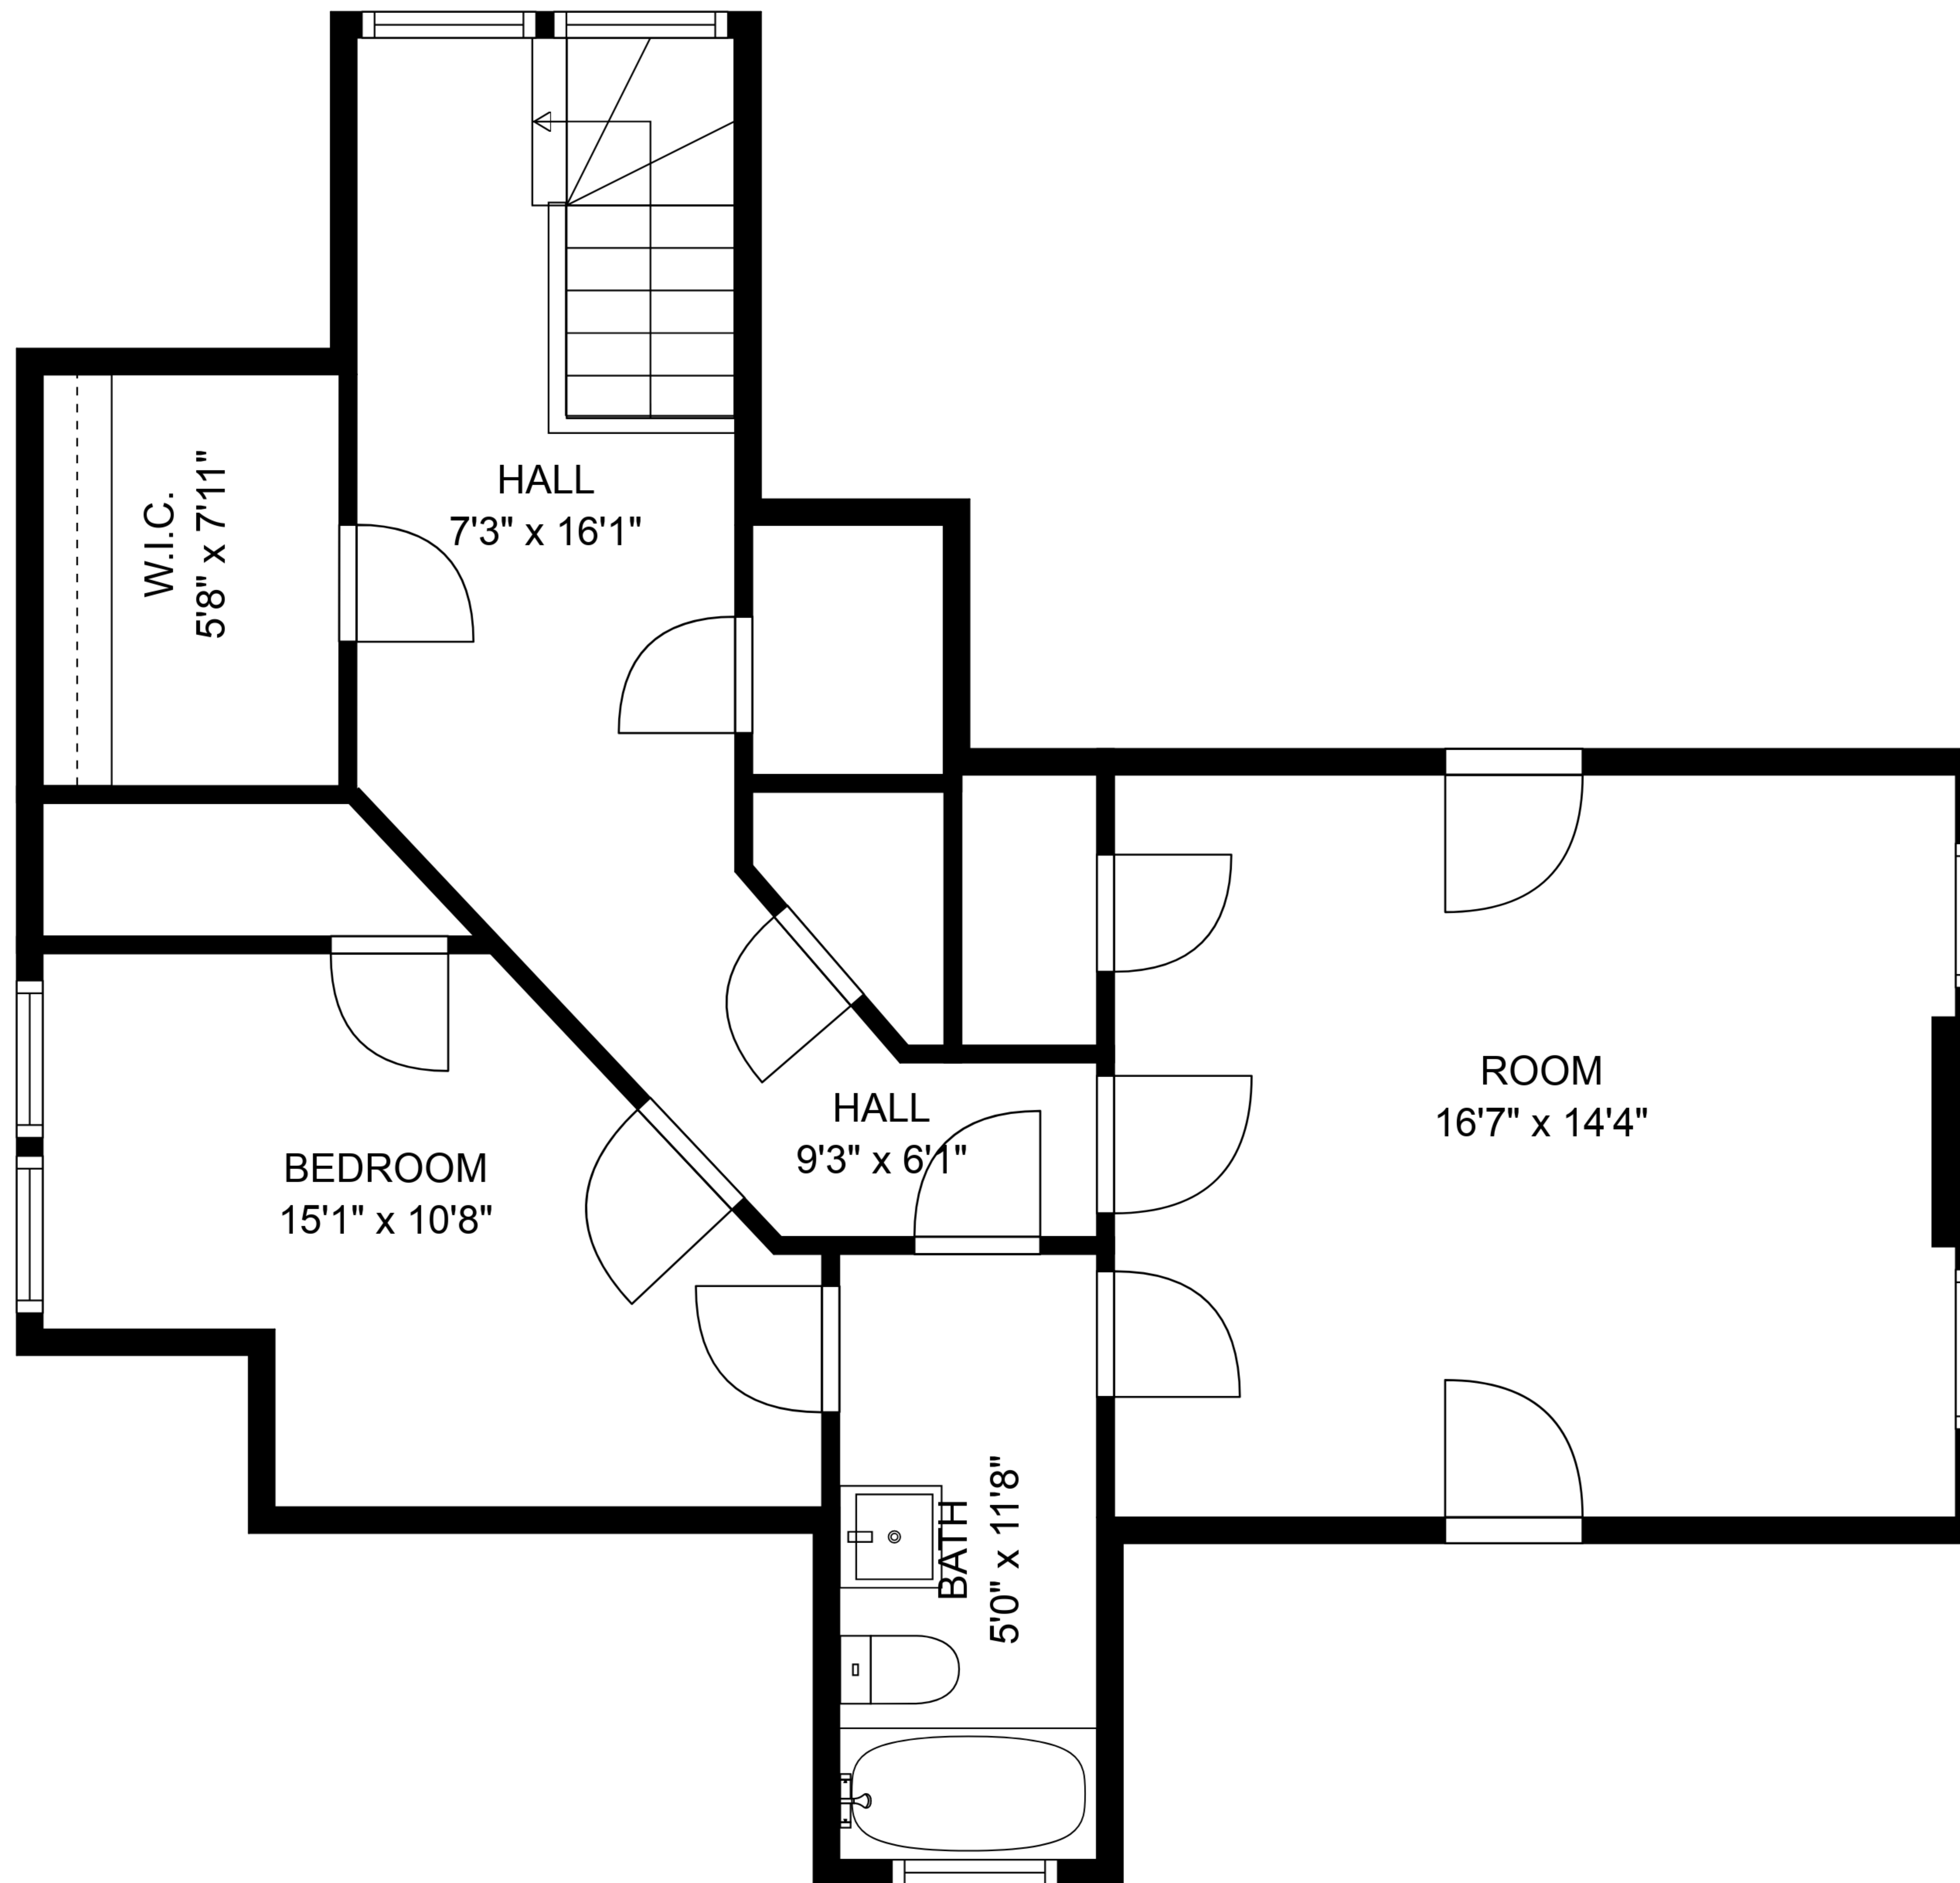 HALL
7'3" x 16'1"
W.I.C.
5'8" x 7'11"
HALL
9'3" x 6'1"
ROOM
16'7" x 14'4"
BEDROOM
15'1" x 10'8"
BATH
5'0" x 11'8"